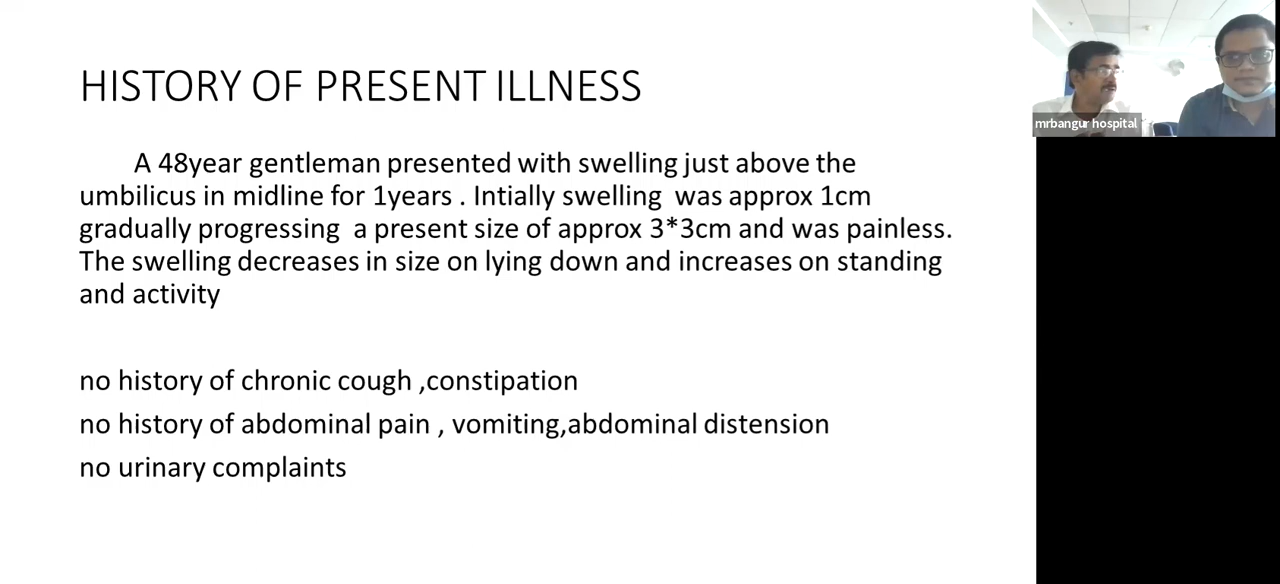 HISTORY OF PRESENT ILLNESS
A 48year gentleman presented with swelling just above the
umbilicus in midline for 1years . Intially swelling was approx 1cm
gradually progressing a present size of approx 3*3cm and was painless.
The swelling decreases in size on lying down and increases on standing
and activity
no history of chronic cough ,constipation
no history of abdominal pain , vomiting,abdominal distension
no urinary complaints
mrbangur hospital